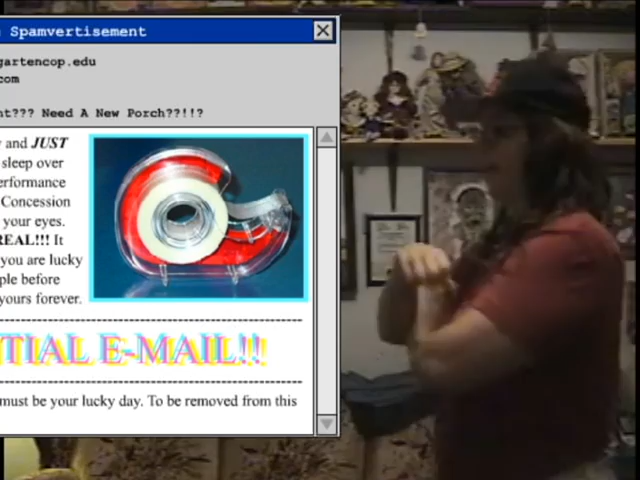 Spamvertisement
gartencop.edu
com
nt??? Need A New Porch??!!?
and JUST
sleep over
erformance
Concession
your eyes.
REAL!!! It
you are lucky
ple before
yours forever.
TIAL E-MAIL!!!
must be your lucky day. To be removed from this